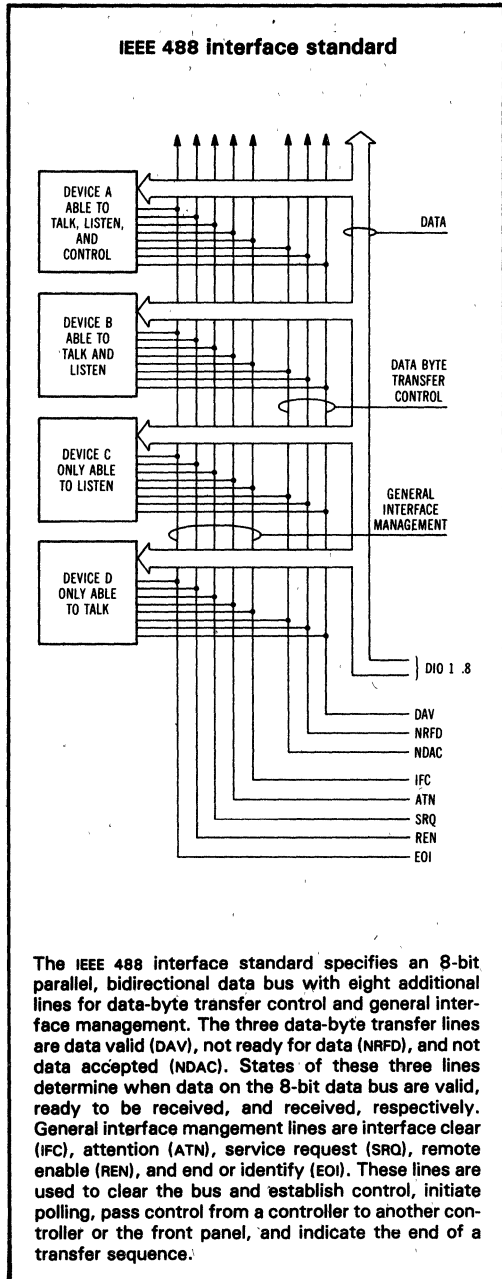 IEEE 488 interface standard
DEVICE A
ABLE TO
TALK, LISTEN,
AND
CONTROL
DATA
DEVICE B
ABLE TO
TALK AND
LISTEN
DATA BYTE
TRANSFER
CONTROL
DEVICE C
ONLY ABLE
TO LISTEN
GENERAL
INTERFACE
MANAGEMENT
DEVICE D
ONLY ABLE
TO TALK
DIO 1 .8
DAV
NRFD
NDAC
IFC
ATN
SRQ
REN
EOI
The IEEE 488 interface standard specifies an 8-bit
parallel, bidirectional data bus with eight additional
lines for data-byte transfer control and general inter-
face management. The three data-byte transfer lines
are data valid (DAV), not ready for data (NRFD), and not
data accepted (NDAC). States of these three lines
determine when data on the 8-bit data bus are valid,
ready to be received, and received, respectively.
General interface mangement lines are interface clear
(IFC), attention (ATN), service request (SRQ), remote
enable (REN), and end or identify (EOI). These lines are
used to clear the bus and establish control, initiate
polling, pass control from a controller to another con-
troller or the front panel, and indicate the end of a
transfer sequence.